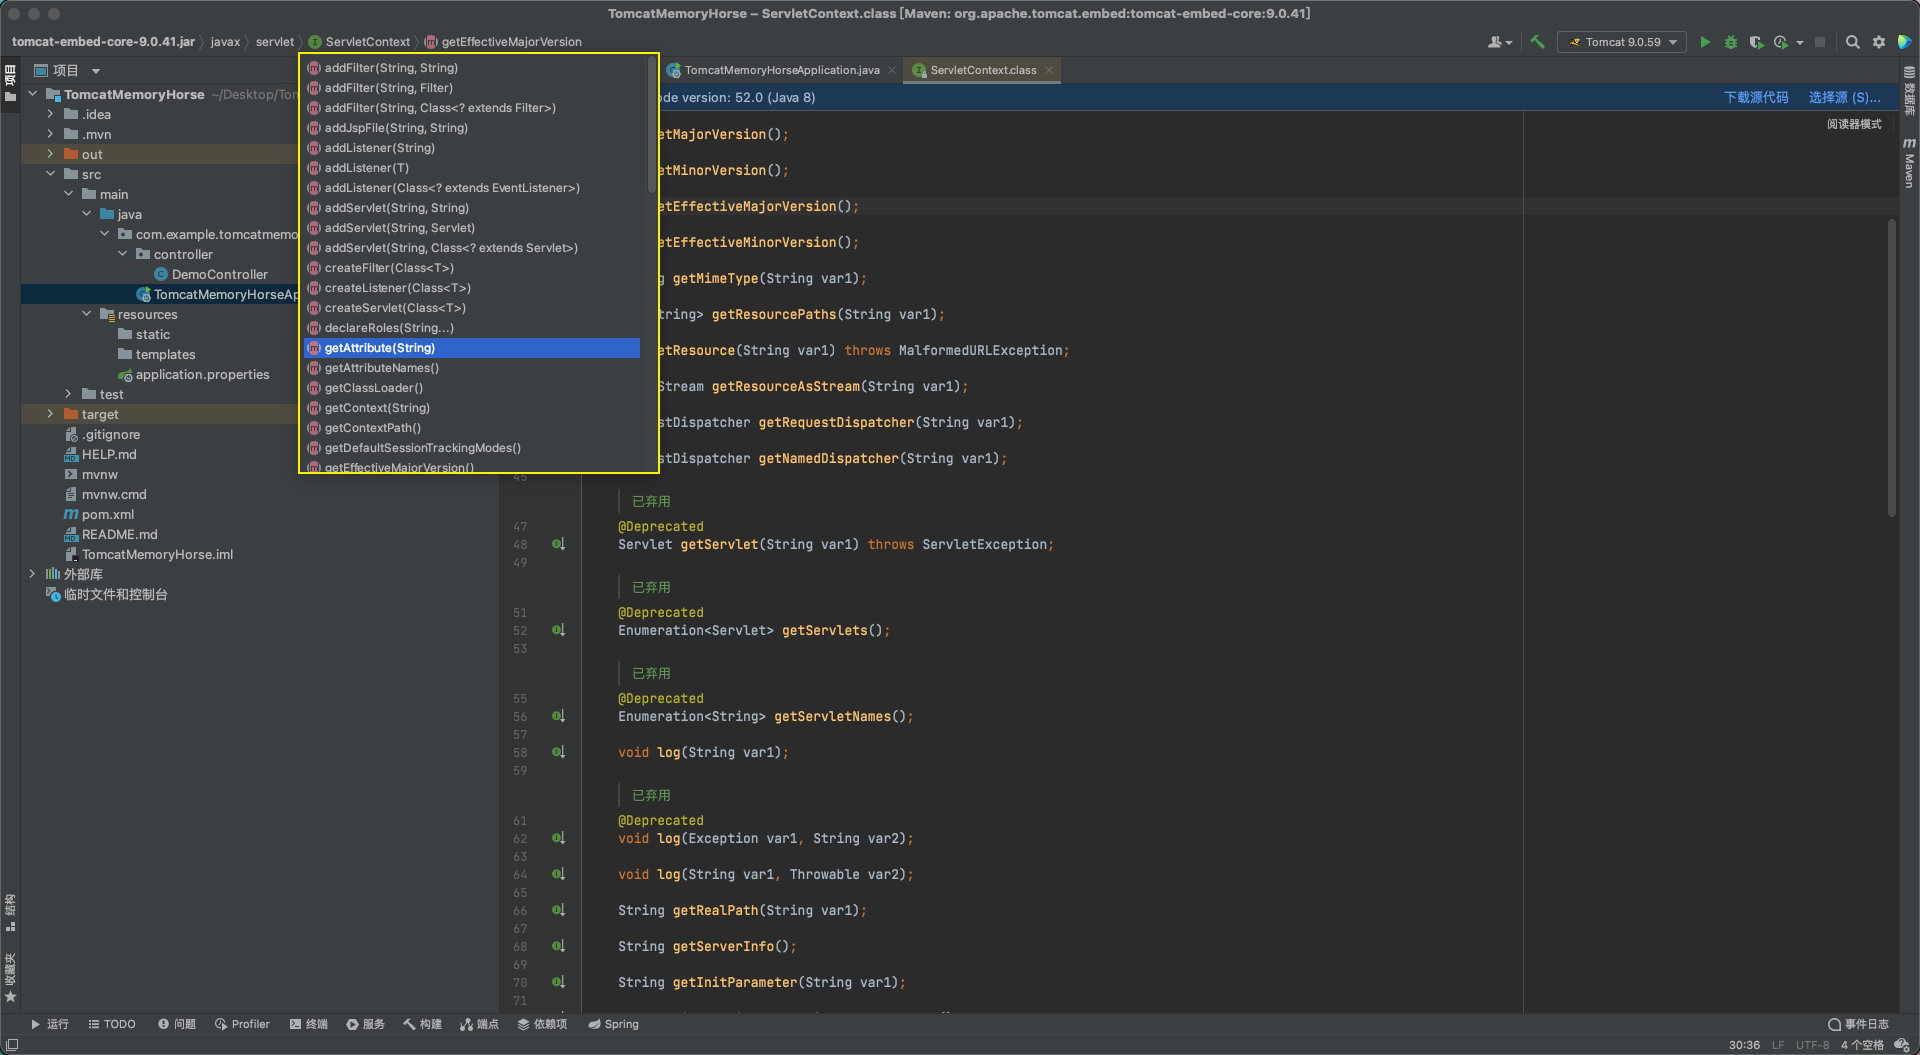 TomcatMemoryHorse – ServletContext.class [Maven: org.apache.tomcat.embed:tomcat-embed-core:9.0.41]
tomcat-embed-core-9.0.41.jar
javax
servlet
ServletContext
getEffectiveMajorVersion
Tomcat 9.0.59
项目
项目
TomcatMemoryHorse ~/Desktop/Tom
.idea
.mvn
out
src
main
java
com.example.tomcatmemo
controller
DemoController
TomcatMemoryHorseAp
resources
static
templates
application.properties
test
target
.gitignore
HELP.md
mvnw
mvnw.cmd
pom.xml
README.md
TomcatMemoryHorse.iml
外部库
临时文件和控制台
结构
收藏夹
addFilter(String, String)
addFilter(String, Filter)
addFilter(String, Class<? extends Filter>)
addJspFile(String, String)
addListener(String)
addListener(T)
addListener(Class<? extends EventListener>)
addServlet(String, String)
addServlet(String, Servlet)
addServlet(String, Class<? extends Servlet>)
createFilter(Class<T>)
createListener(Class<T>)
createServlet(Class<T>)
declareRoles(String...)
getAttribute(String)
getAttributeNames()
getClassLoader()
getContext(String)
getContextPath()
getDefaultSessionTrackingModes()
getEffectiveMajorVersion()
TomcatMemoryHorseApplication.java
ServletContext.class
ode version: 52.0 (Java 8)
下载源代码
选择源 (S)...
阅读器模式
数据库
Maven
etMajorVersion();
etMinorVersion();
etEffectiveMajorVersion();
etEffectiveMinorVersion();
g getMimeType(String var1);
tring> getResourcePaths(String var1);
etResource(String var1) throws MalformedURLException;
Stream getResourceAsStream(String var1);
stDispatcher getRequestDispatcher(String var1);
stDispatcher getNamedDispatcher(String var1);
45
已弃用
47 @Deprecated
48 Servlet getServlet(String var1) throws ServletException;
49
已弃用
51 @Deprecated
52 Enumeration<Servlet> getServlets();
53
已弃用
55 @Deprecated
56 Enumeration<String> getServletNames();
57
58 void log(String var1);
59
已弃用
61 @Deprecated
62 void log(Exception var1, String var2);
63
64 void log(String var1, Throwable var2);
65
66 String getRealPath(String var1);
67
68 String getServerInfo();
69
70 String getInitParameter(String var1);
71
运行
TODO
问题
Profiler
终端
服务
构建
端点
依赖项
Spring
事件日志
30:36 LF UTF-8 4 个空格